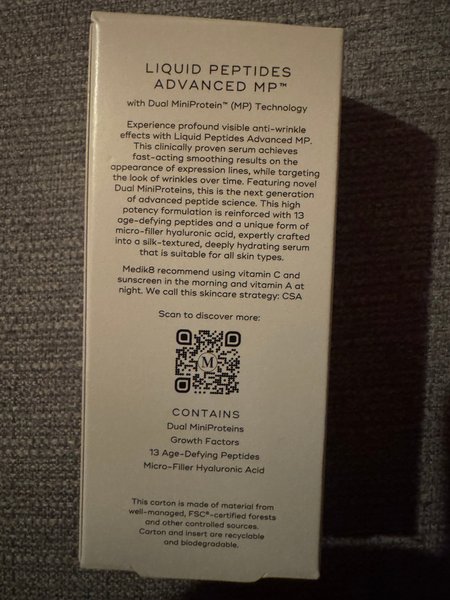 LIQUID PEPTIDES
ADVANCED MP™
with Dual MiniProtein™ (MP) Technology
Experience profound visible anti-wrinkle
effects with Liquid Peptides Advanced MP.
This clinically proven serum achieves
fast-acting smoothing results on the
appearance of expression lines, while targeting
the look of wrinkles over time. Featuring novel
Dual MiniProteins, this is the next generation
of advanced peptide science. This high
potency formulation is reinforced with 13
age-defying peptides and a unique form of
micro-filler hyaluronic acid, expertly crafted
into a silk-textured, deeply hydrating serum
that is suitable for all skin types.
Medik8 recommend using vitamin C and
sunscreen in the morning and vitamin A at
night. We call this skincare strategy: CSA
Scan to discover more:
M
CONTAINS
Dual MiniProteins
Growth Factors
13 Age-Defying Peptides
Micro-Filler Hyaluronic Acid
This carton is made of material from
well-managed, FSC®-certified forests
and other controlled sources.
Carton and insert are recyclable
and biodegradable.